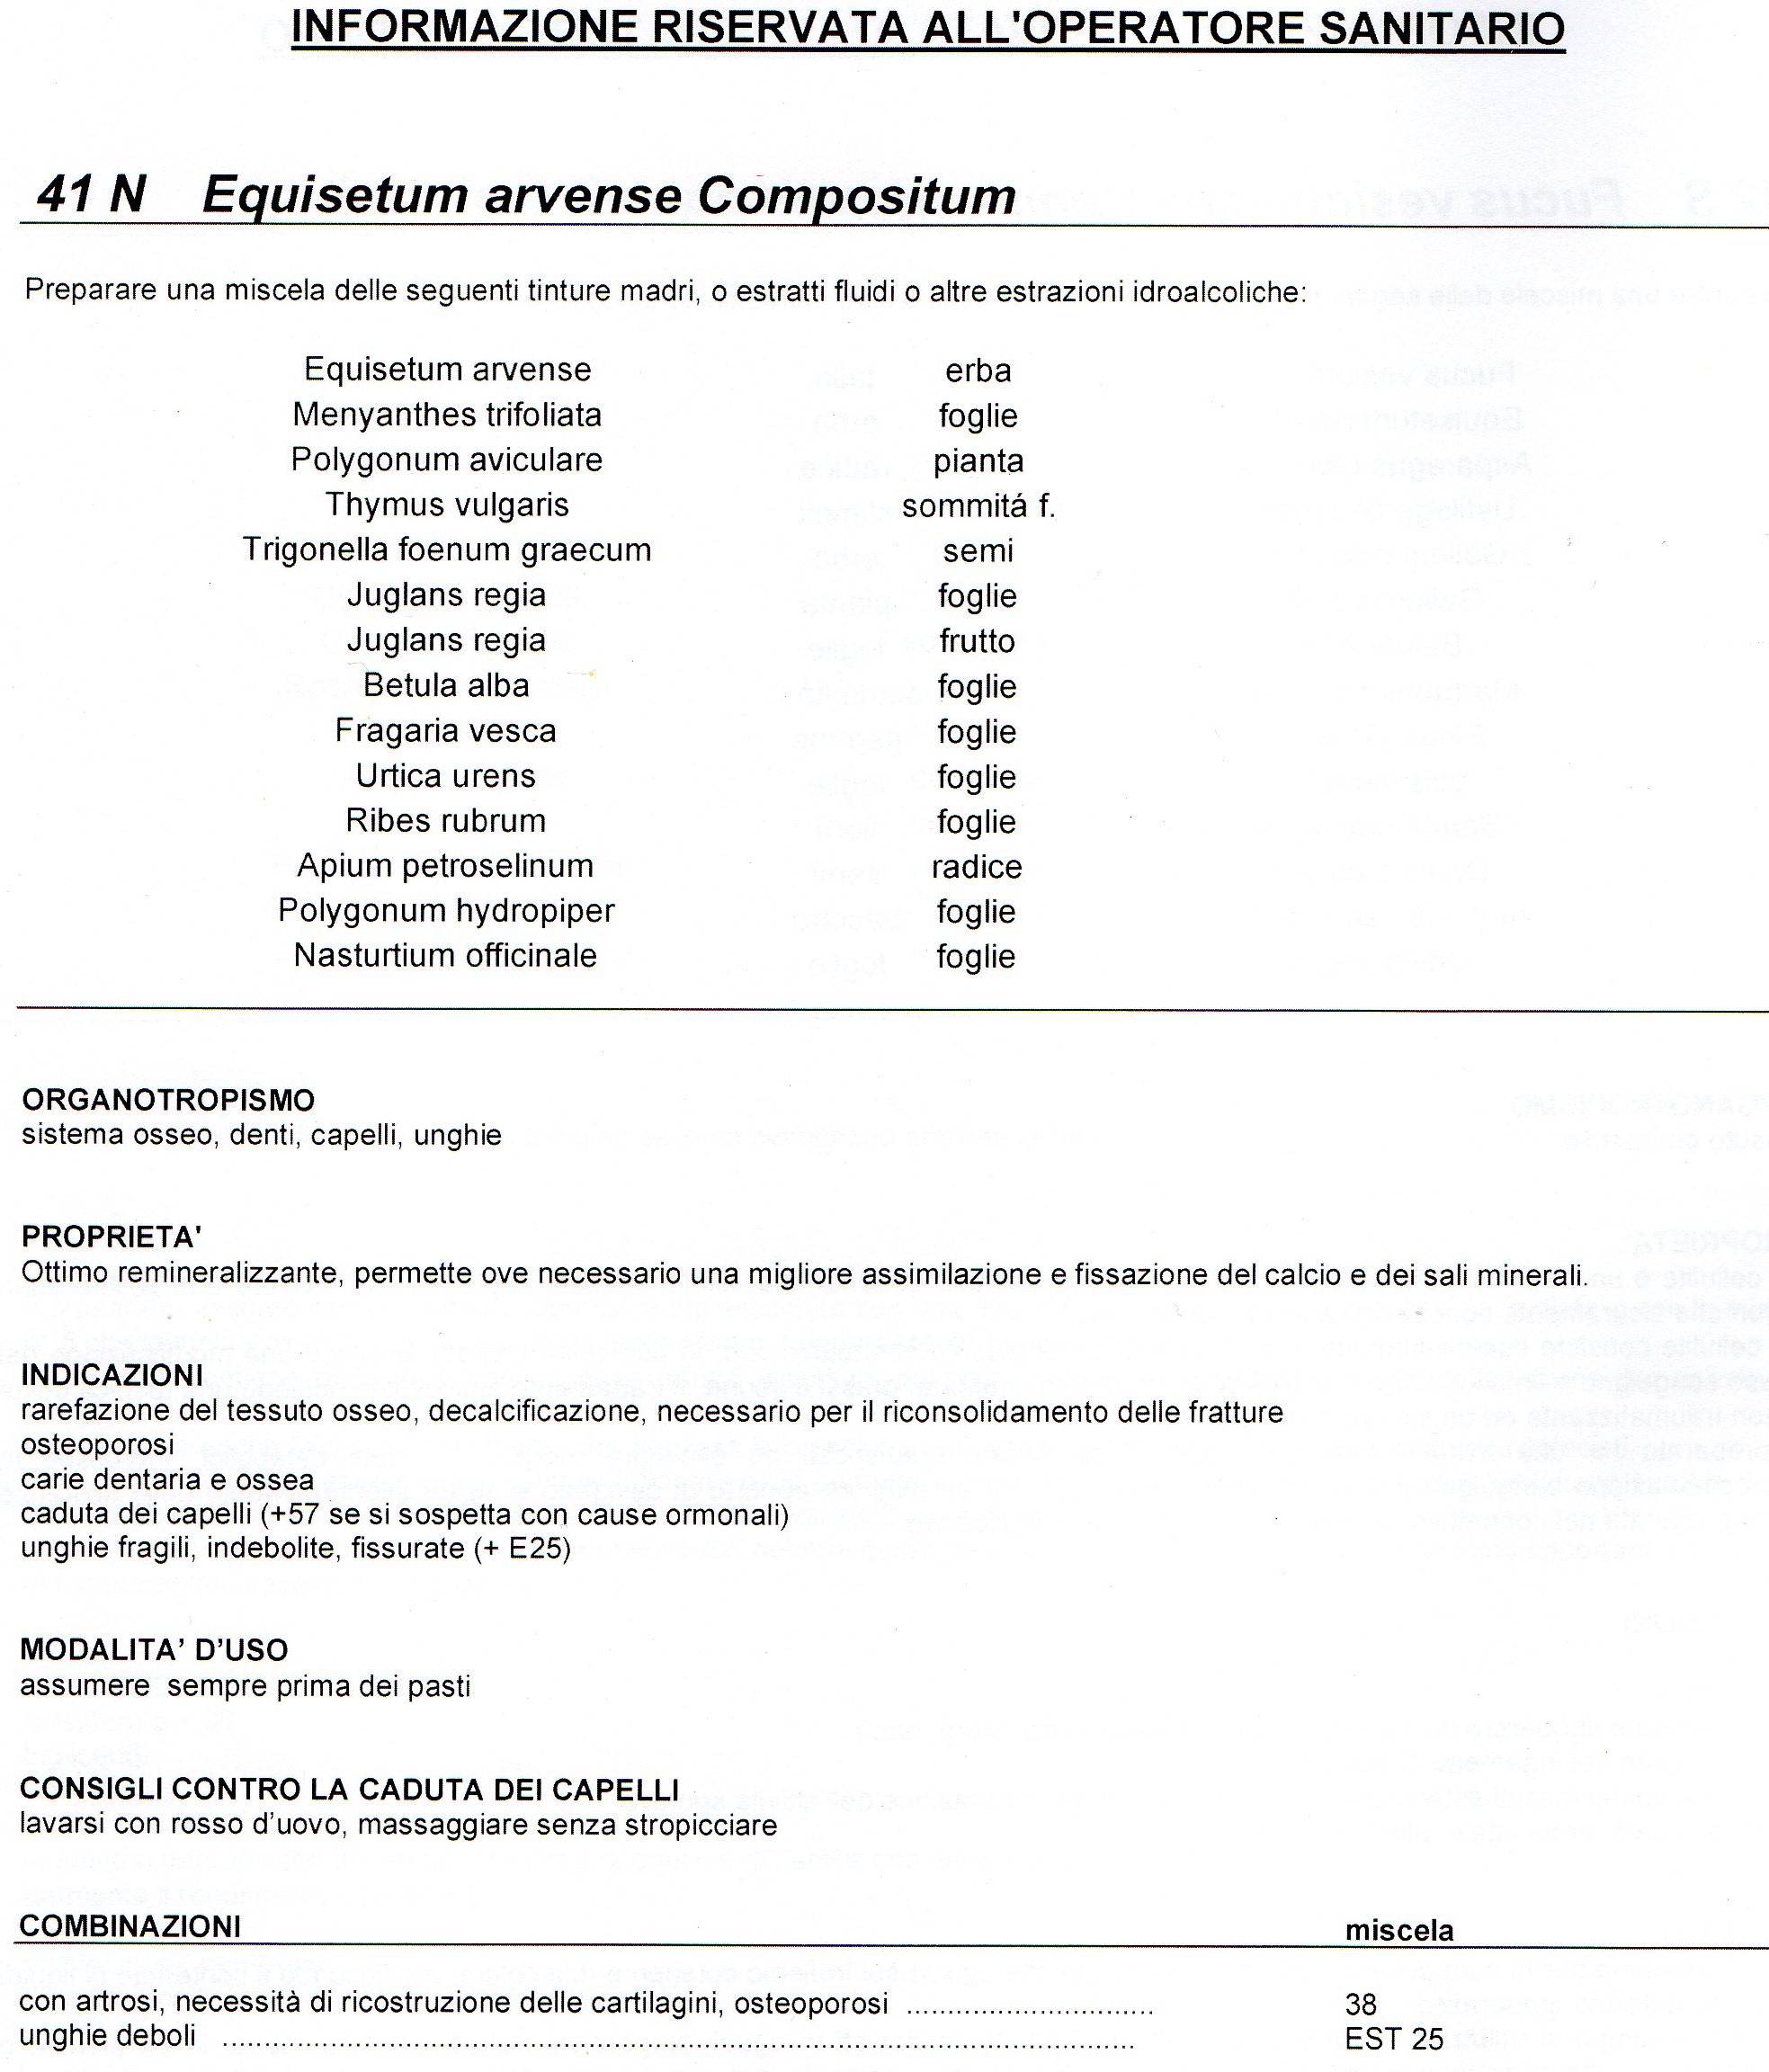 INFORMAZIONE RISERVATA ALL'OPERATORE SANITARIO
41 N Equisetum arvense Compositum
Preparare una miscela delle seguenti tinture madri, o estratti fluidi o altre estrazioni idroalcoliche:
Equisetum arvense erba
Menyanthes trifoliata foglie
Polygonum aviculare pianta
Thymus vulgaris sommitá f.
Trigonella foenum graecum semi
Juglans regia foglie
Juglans regia frutto
Betula alba foglie
Fragaria vesca foglie
Urtica urens foglie
Ribes rubrum foglie
Apium petroselinum radice
Polygonum hydropiper foglie
Nasturtium officinale foglie
ORGANOTROPISMO
sistema osseo, denti, capelli, unghie
PROPRIETA'
Ottimo remineralizzante, permette ove necessario una migliore assimilazione e fissazione del calcio e dei sali minerali.
INDICAZIONI
rarefazione del tessuto osseo, decalcificazione, necessario per il riconsolidamento delle fratture
osteoporosi
carie dentaria e ossea
caduta dei capelli (+57 se si sospetta con cause ormonali)
unghie fragili, indebolite, fissurate (+ E25)
MODALITA’ D’USO
assumere sempre prima dei pasti
CONSIGLI CONTRO LA CADUTA DEI CAPELLI
lavarsi con rosso d’uovo, massaggiare senza stropicciare
COMBINAZIONI miscela
con artrosi, necessità di ricostruzione delle cartilagini, osteoporosi .............................. 38
unghie deboli ................................................................................ EST 25